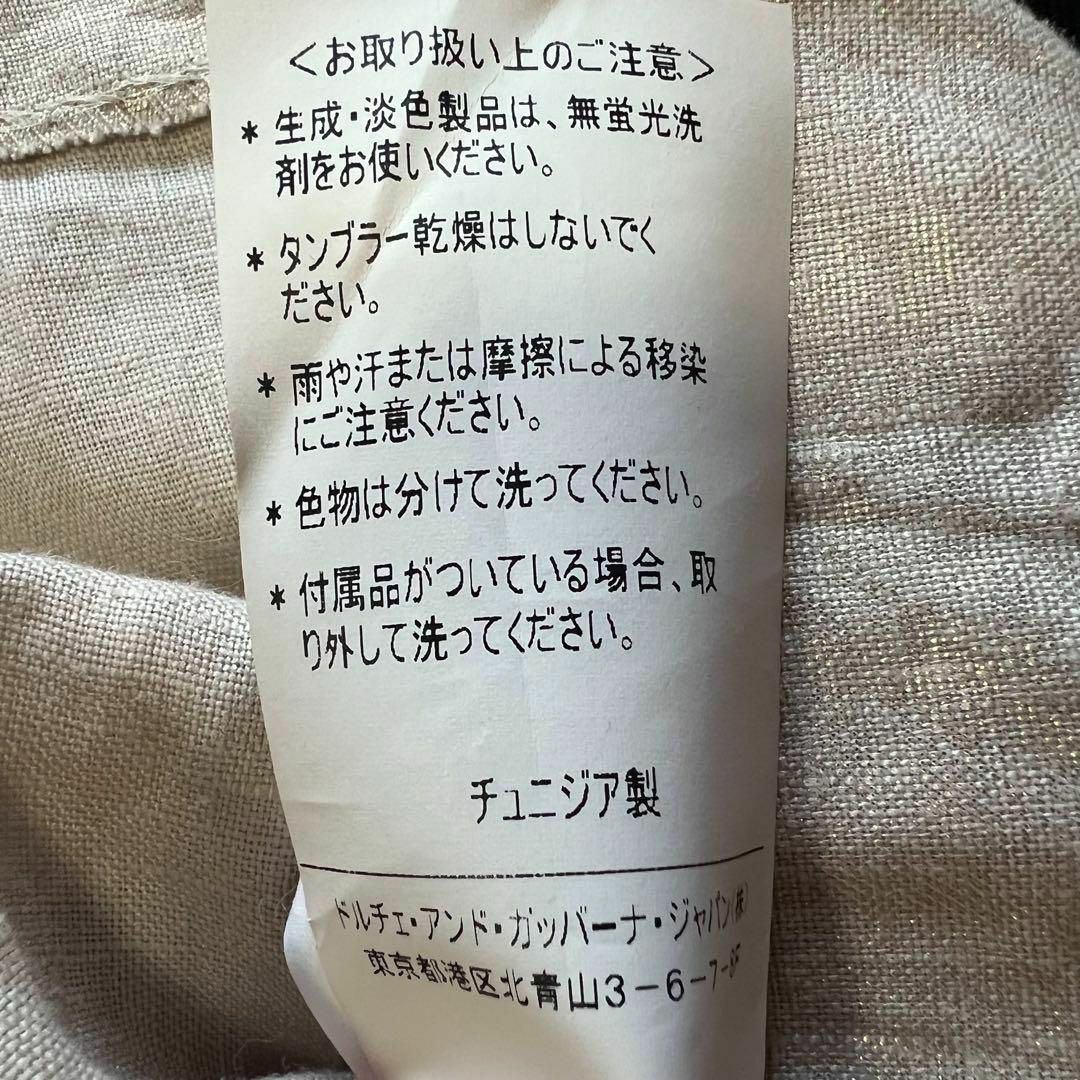 ＜お取り扱い上のご注意＞
＊ 生成・淡色製品は、無蛍光洗
剤をお使いください。
＊ タンブラー乾燥はしないでく
ださい。
＊ 雨や汗または摩擦による移染
にご注意ください。
＊ 色物は分けて洗ってください。
＊ 付属品がついている場合、取
り外して洗ってください。
チュニジア製
ドルチェ・アンド・ガッバーナ・ジャパン(株)
東京都港区北青山3-6-7-